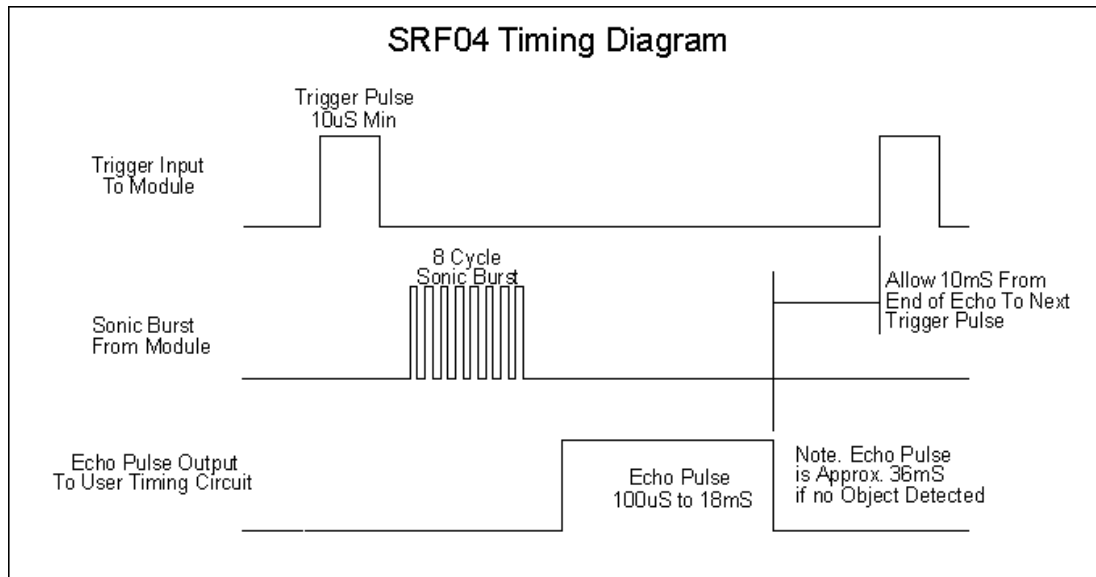 SRF04 Timing Diagram
Trigger Pulse
10uS Min
Trigger Input
To Module
8 Cycle
Sonic Burst
Allow 10mS From
End of Echo To Next
Trigger Pulse
Sonic Burst
From Module
Echo Pulse Output
To User Timing Circuit
Echo Pulse
100uS to 18mS
Note. Echo Pulse
is Approx. 36mS
if no Object Detected